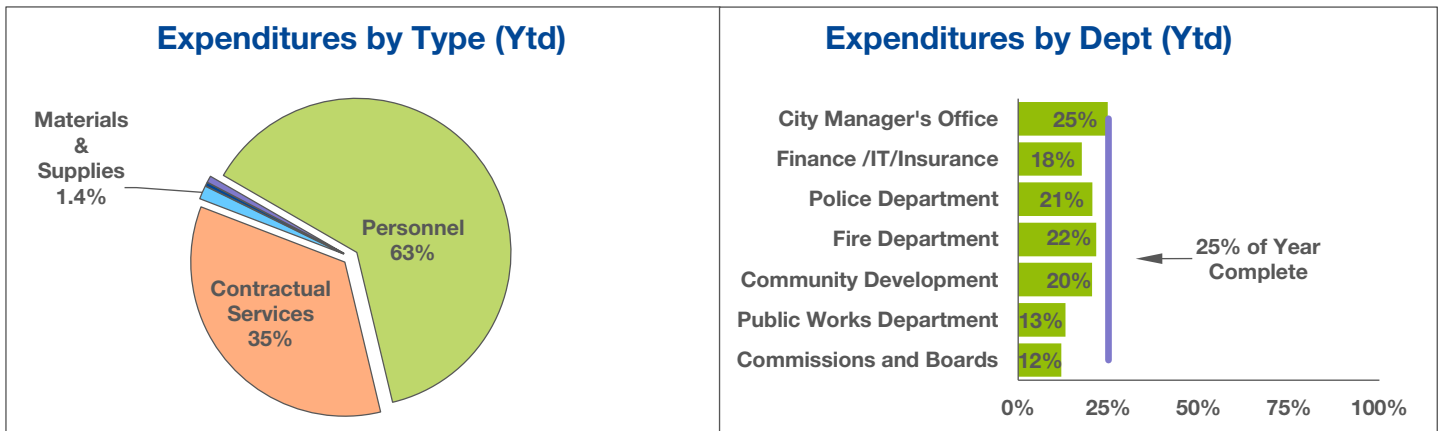 Expenditures by Type (Ytd)
Materials
&
Supplies
1.4%
Personnel
63%
Contractual
Services
35%
Expenditures by Dept (Ytd)
City Manager's Office
25%
Finance /IT/Insurance
18%
Police Department
21%
Fire Department
22%
Community Development
20%
Public Works Department
13%
Commissions and Boards
12%
25% of Year
Complete
0% 25% 50% 75% 100%